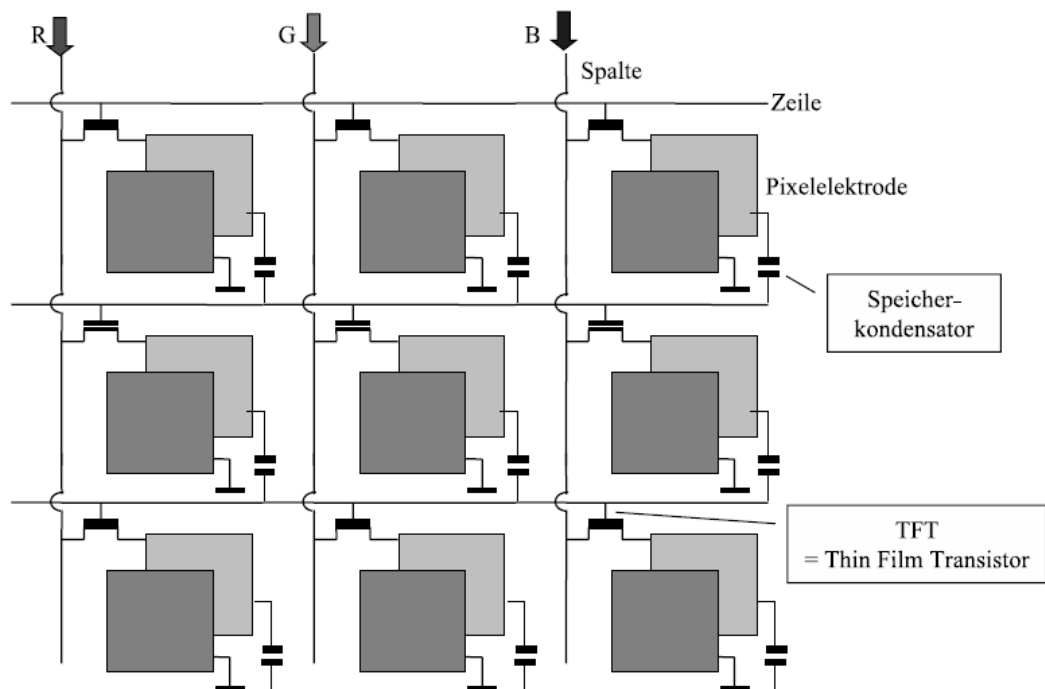 R
G
B
Spalte
Zeile
Pixelelektrode
Speicher-
kondensator
TFT
= Thin Film Transistor